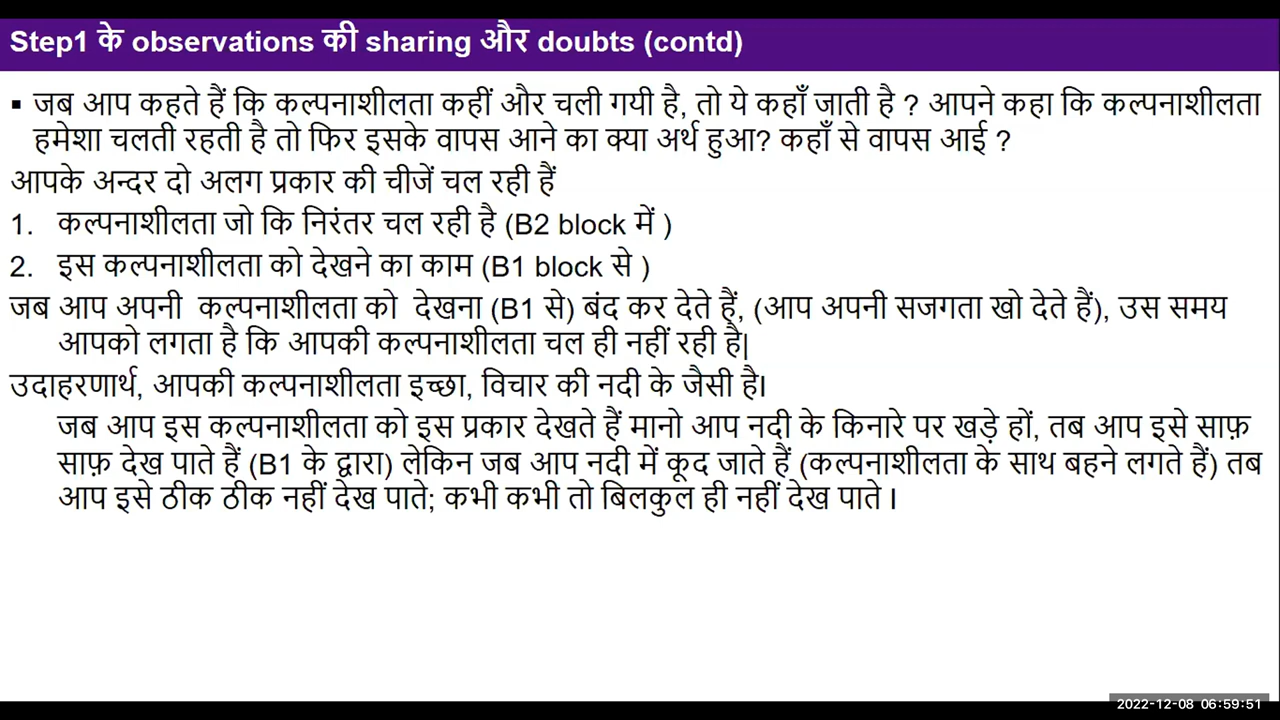 Step1 के observations की sharing और doubts (contd)
▪ जब आप कहते हैं कि कल्पनाशीलता कहीं और चली गयी है, तो ये कहाँ जाती है ? आपने कहा कि कल्पनाशीलता
हमेशा चलती रहती है तो फिर इसके वापस आने का क्या अर्थ हुआ? कहाँ से वापस आई ?
आपके अन्दर दो अलग प्रकार की चीजें चल रही हैं
1. कल्पनाशीलता जो कि निरंतर चल रही है (B2 block में )
2. इस कल्पनाशीलता को देखने का काम (B1 block से )
जब आप अपनी कल्पनाशीलता को देखना (B1 से) बंद कर देते हैं, (आप अपनी सजगता खो देते हैं), उस समय
आपको लगता है कि आपकी कल्पनाशीलता चल ही नहीं रही है|
उदाहरणार्थ, आपकी कल्पनाशीलता इच्छा, विचार की नदी के जैसी है।
जब आप इस कल्पनाशीलता को इस प्रकार देखते हैं मानो आप नदी के किनारे पर खड़े हों, तब आप इसे साफ़
साफ़ देख पाते हैं (B1 के द्वारा) लेकिन जब आप नदी में कूद जाते हैं (कल्पनाशीलता के साथ बहने लगते हैं) तब
आप इसे ठीक ठीक नहीं देख पाते; कभी कभी तो बिलकुल ही नहीं देख पाते ।
2022-12-08 06:59:51